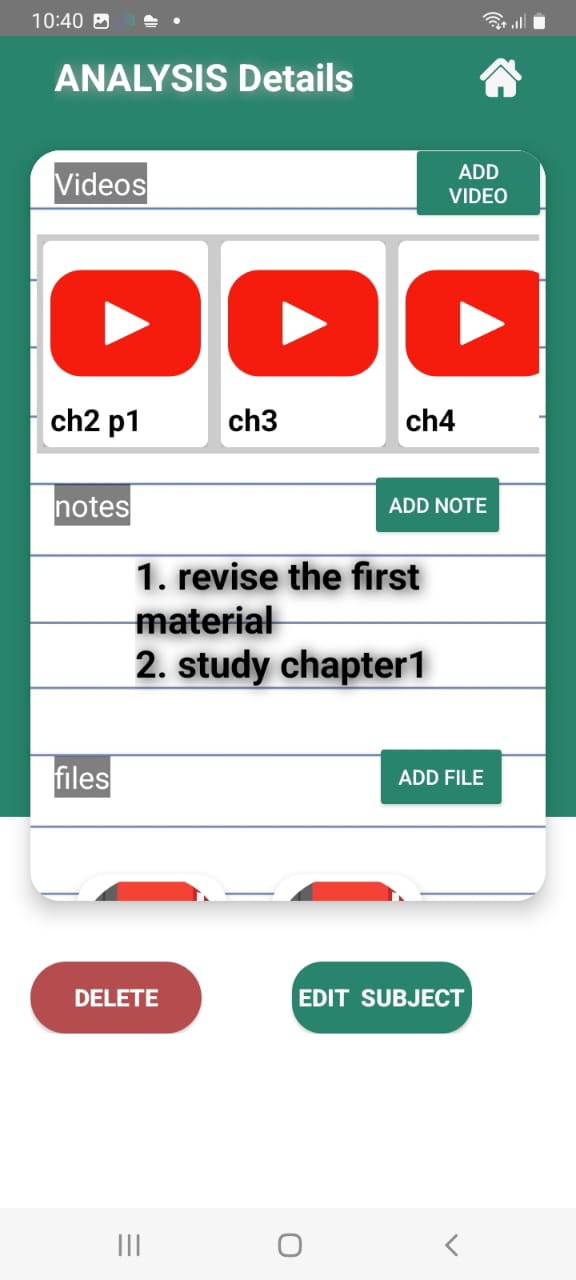 10:40
ANALYSIS Details
Videos
ADD
VIDEO
ch2 p1
ch3
ch4
notes
ADD NOTE
1. revise the first
material
2. study chapter1
files
ADD FILE
DELETE
EDIT SUBJECT